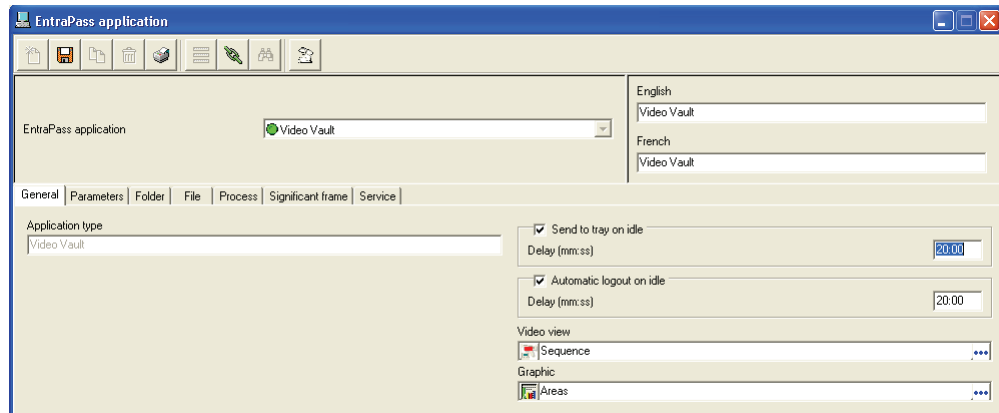 EntraPass application
English
Video Vault
EntraPass application
Video Vault
French
Video Vault
General Parameters Folder File Process Significant frame Service
Application type
Video Vault
Send to tray on idle
Delay (mm:ss) 20:00
Automatic logout on idle
Delay (mm:ss) 20:00
Video view
Sequence
Graphic
Areas